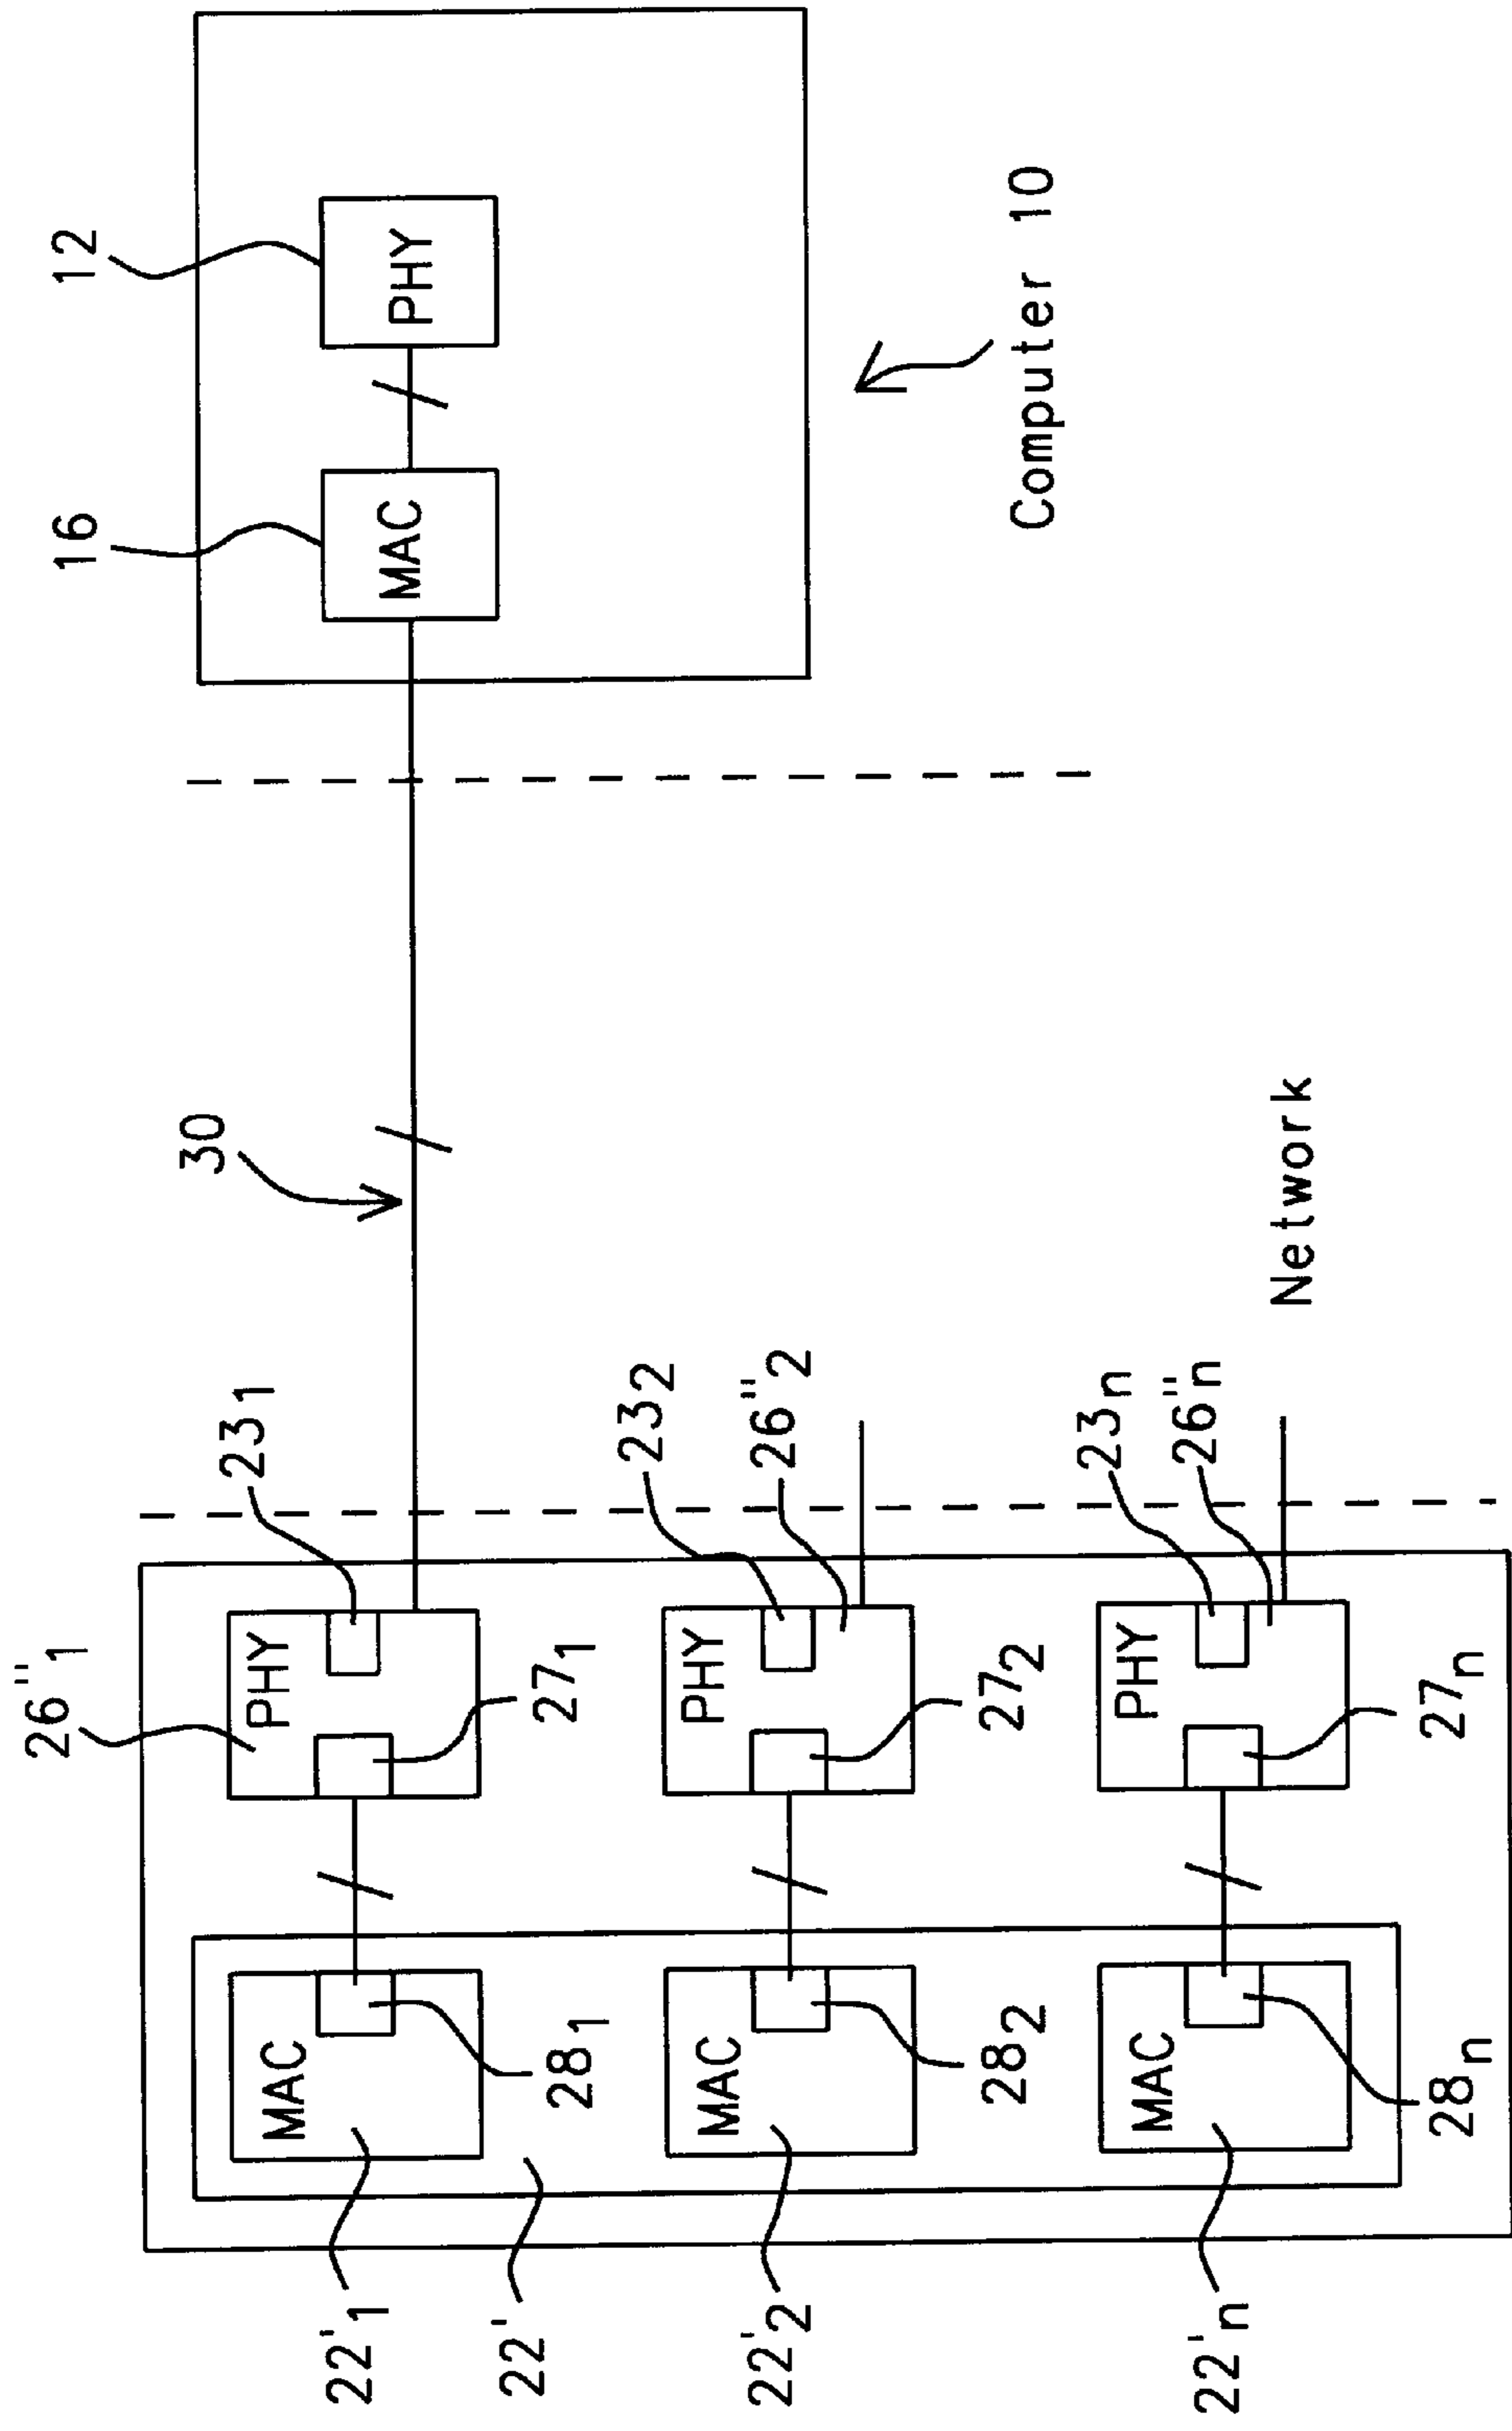 26"1
231
PHY
271
MAC
281
22'1
22'
30
16
MAC
12
PHY
Computer 10
232
26"2
PHY
272
MAC
282
22'2
23n
26"n
PHY
27n
MAC
28n
22'n
Network